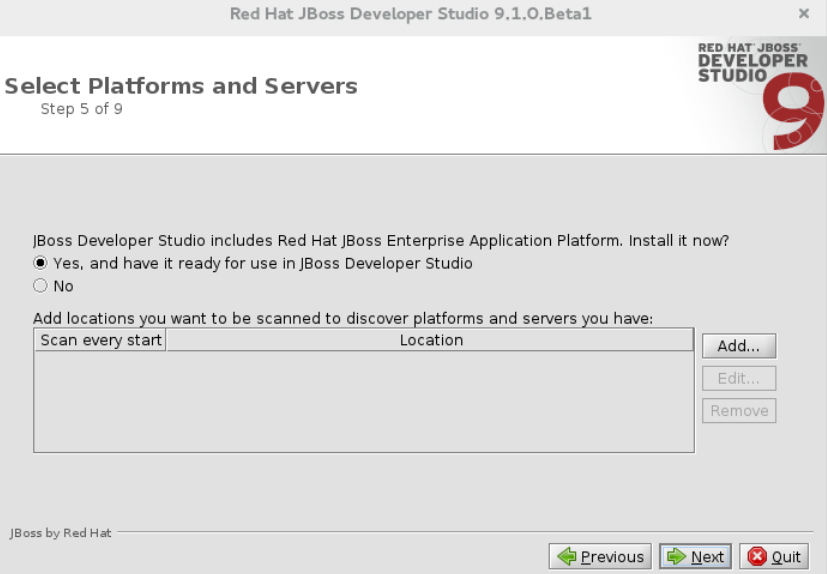 Red Hat JBoss Developer Studio 9.1.0.Beta1
RED HAT JBOSS
DEVELOPER
STUDIO
9
Select Platforms and Servers
Step 5 of 9
JBoss Developer Studio includes Red Hat JBoss Enterprise Application Platform. Install it now?
Yes, and have it ready for use in JBoss Developer Studio
No
Add locations you want to be scanned to discover platforms and servers you have:
Scan every start Location
Add...
Edit...
Remove
JBoss by Red Hat
Previous Next Quit